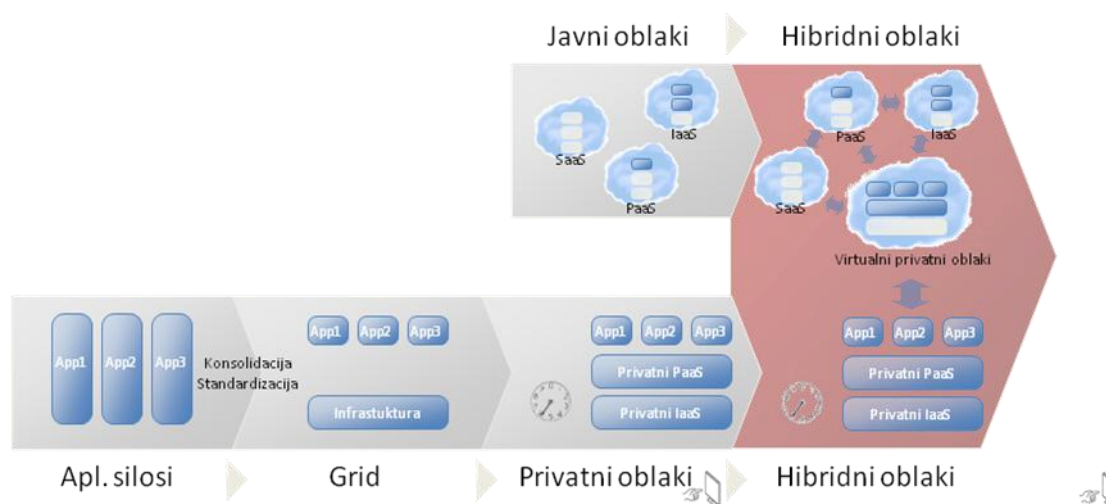 Javni oblaki
Hibridni oblaki
IaaS
SaaS
PaaS
PaaS
IaaS
SaaS
Virtualni privatni oblaki
App1
App2
App3
Konsolidacija
Standardizacija
App1
App2
App3
Infrastuktura
App1
App2
App3
Privatni PaaS
Privatni IaaS
App1
App2
App3
Privatni PaaS
Privatni IaaS
Apl. silosi
Grid
Privatni oblaki
Hibridni oblaki